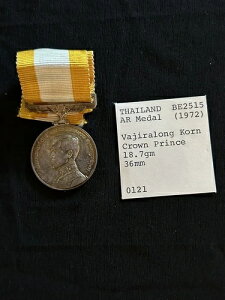 THAILAND BE2515
AR Medal (1972)
Vajiralong Korn
Crown Prince
18.7gm
36mm
0121